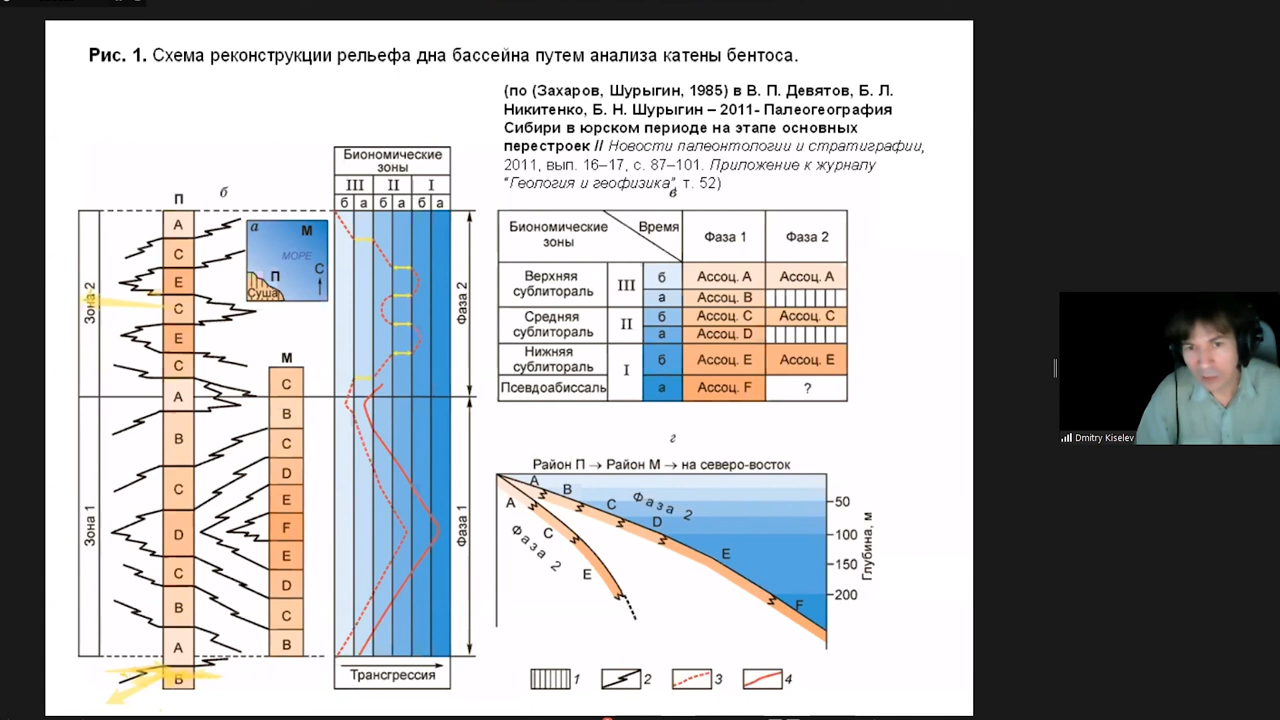 Рис. 1. Схема реконструкции рельефа дна бассейна путем анализа катены бентоса.
(по (Захаров, Шурыгин, 1985) в В. П. Девятов, Б. Л.
Никитенко, Б. Н. Шурыгин – 2011- Палеогеография
Сибири в юрском периоде на этапе основных
перестроек // Новости палеонтологии и стратиграфии,
2011, вып. 16–17, с. 87–101. Приложение к журналу
“Геология и геофизика”, т. 52)
П
б
A
C
E
C
E
C
A
B
C
D
C
B
A
B
Зона 2
Зона 1
а
М
МОРЕ
П
С
Суша
М
C
B
C
D
E
F
E
D
C
B
Биономические
зоны
III II I
б а б а б а
Фаза 2
Фаза 1
Трансгрессия
в
Биономические
зоны
Время
Фаза 1
Фаза 2
Верхняя
сублитораль
III
б Ассоц. A Ассоц. A
а Ассоц. B
Средняя
сублитораль
II
б Ассоц. C Ассоц. C
а Ассоц. D
Нижняя
сублитораль
I
б Ассоц. E Ассоц. E
Псевдоабиссаль
а Ассоц. F ?
г
Район П → Район М → на северо-восток
A
B
C
D
E
F
Фаза 2
A
C
E
Фаза 2
50
100
150
200
Глубина, м
1 2 3 4
Dmitry Kiselev